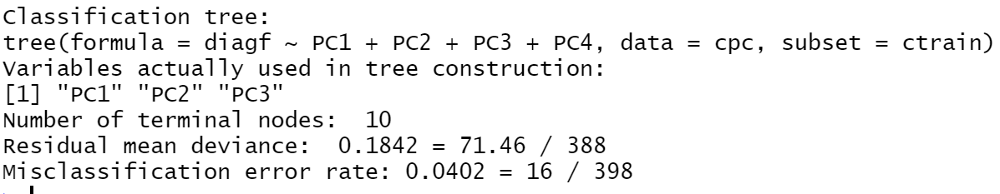 Classification tree:
tree(formula = diagf ~ PC1 + PC2 + PC3 + PC4, data = cpc, subset = ctrain)
Variables actually used in tree construction:
[1] "PC1" "PC2" "PC3"
Number of terminal nodes:  10
Residual mean deviance:  0.1842 = 71.46 / 388
Misclassification error rate: 0.0402 = 16 / 398